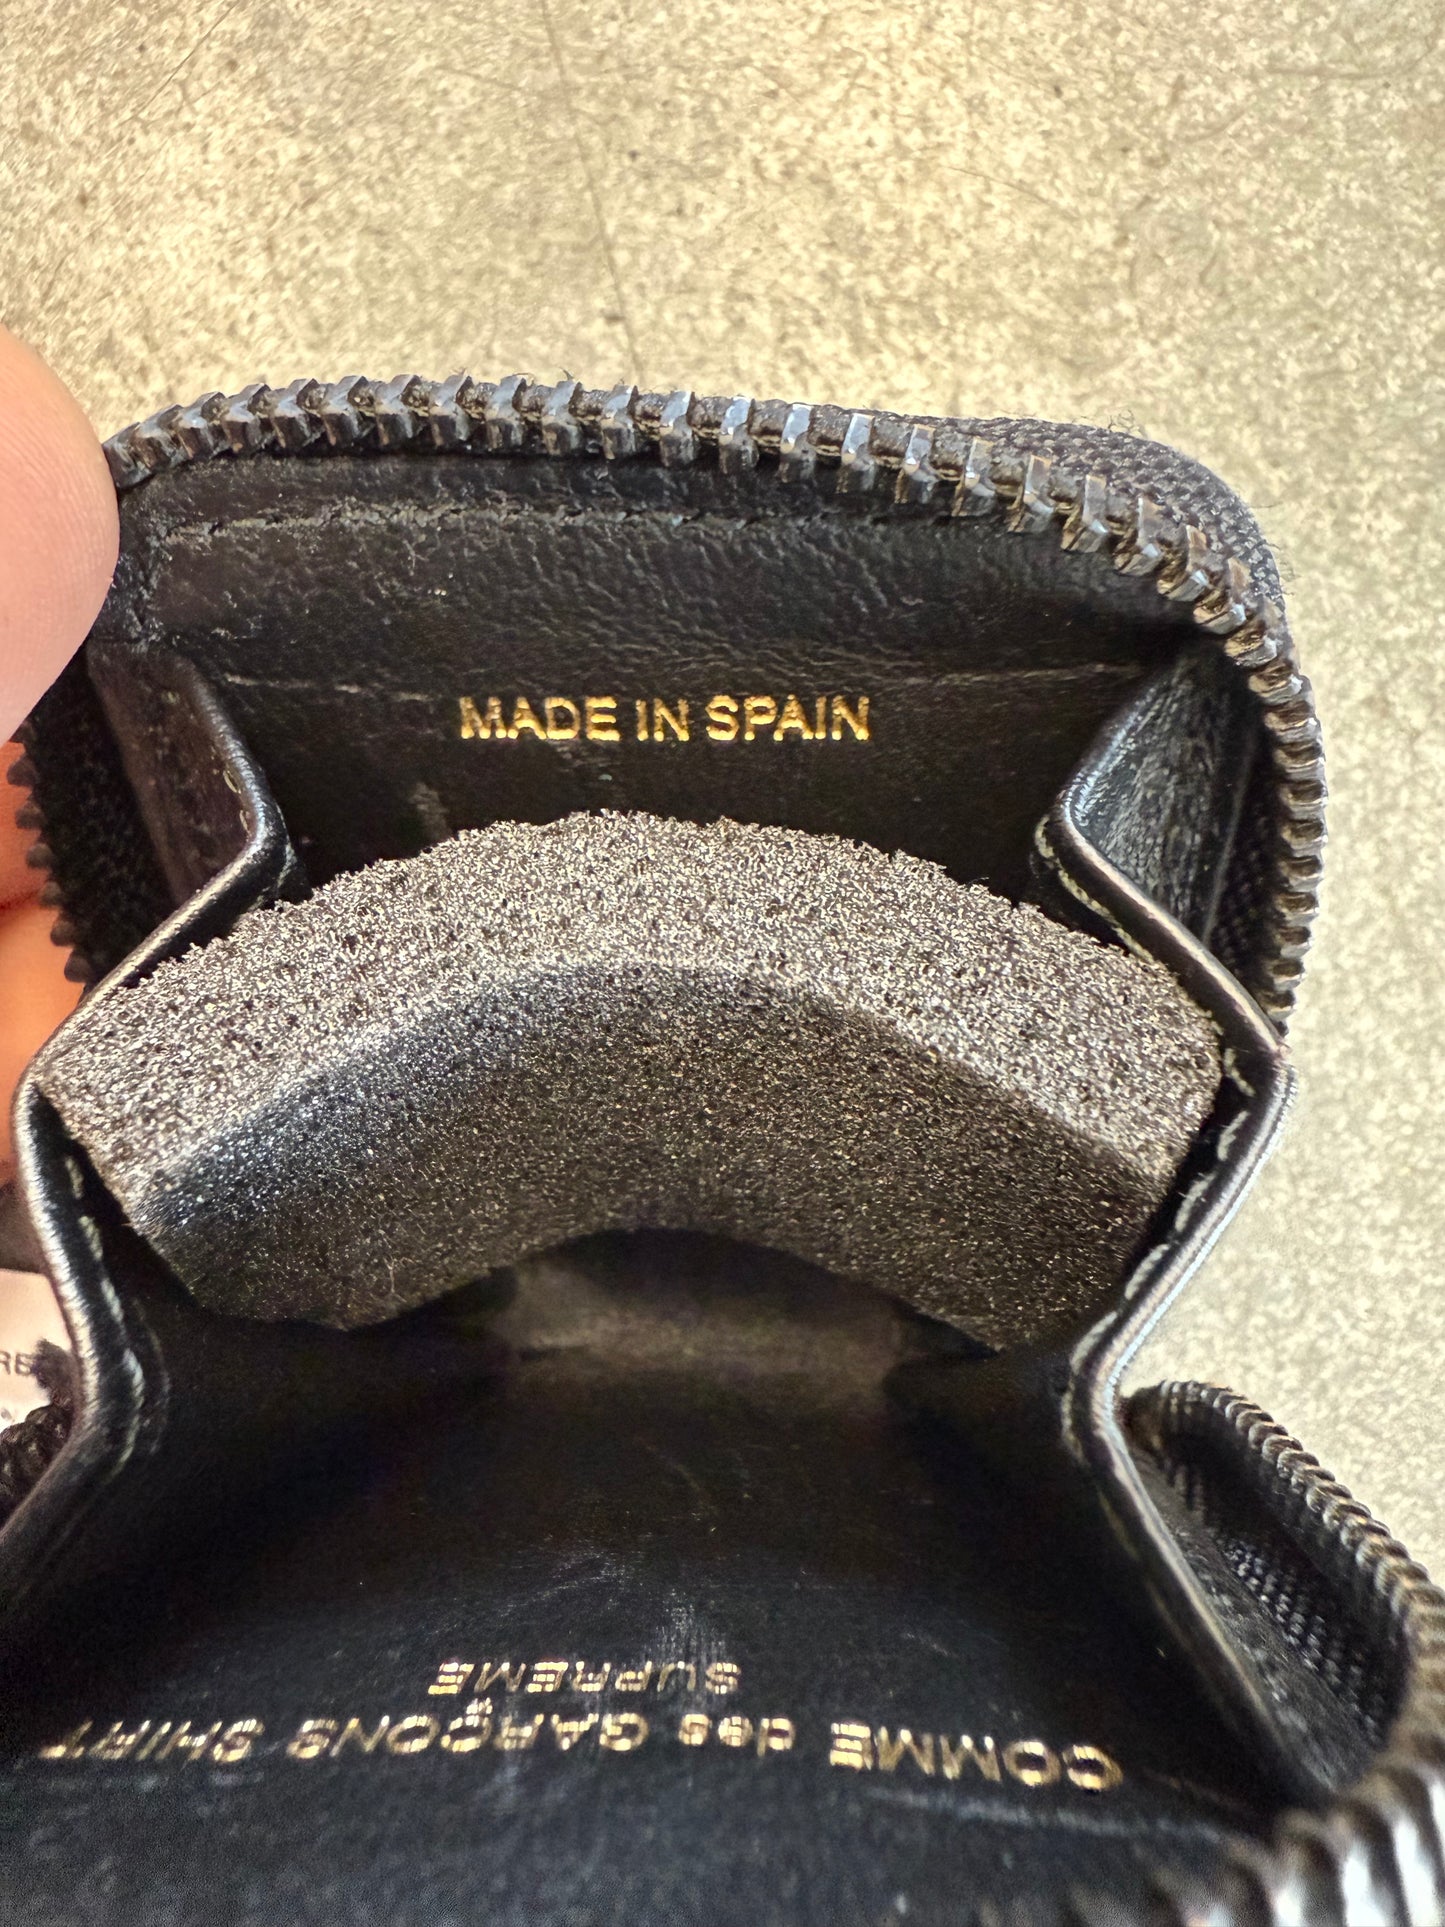 MADE IN SPAIN
COMME des GARÇONS SHIRT
SUPREME